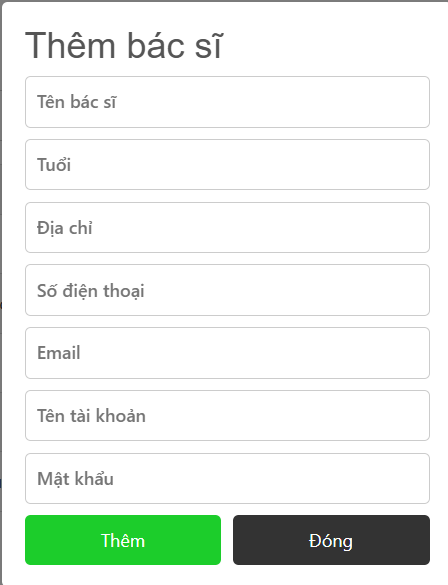 Thêm bác sĩ
Tên bác sĩ
Tuổi
Địa chỉ
Số điện thoại
Email
Tên tài khoản
Mật khẩu
Thêm
Đóng